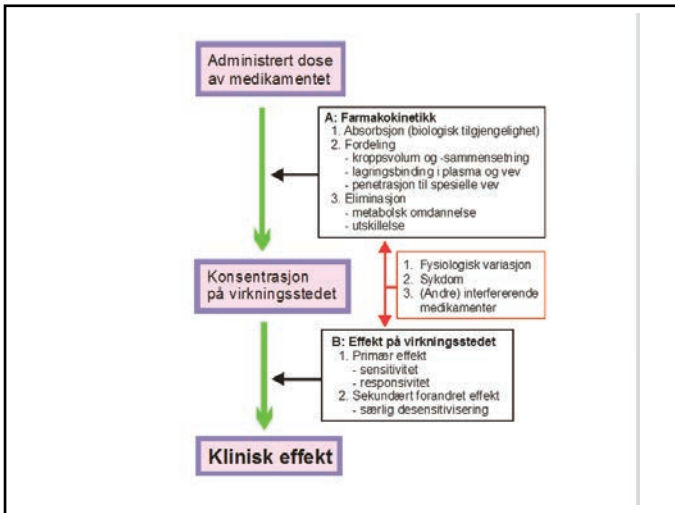 Administrert dose
av medikamentet
A: Farmakokinetikk
1. Absorbsjon (biologisk tilgjengelighet)
2. Fordeling
- kroppsvolum og -sammensetning
- lagringsbinding i plasma og vev
- penetrasjon til spesielle vev
3. Eliminasjon
- metabolsk omdannelse
- utskillelse
1. Fysiologisk variasjon
2. Sykdom
3. (Andre) interfererende
medikamenter
Konsentrasjon
på virkningsstedet
B: Effekt på virkningsstedet
1. Primær effekt
- sensitivitet
- responsivitet
2. Sekundært forandret effekt
- særlig desensitivisering
Klinisk effekt